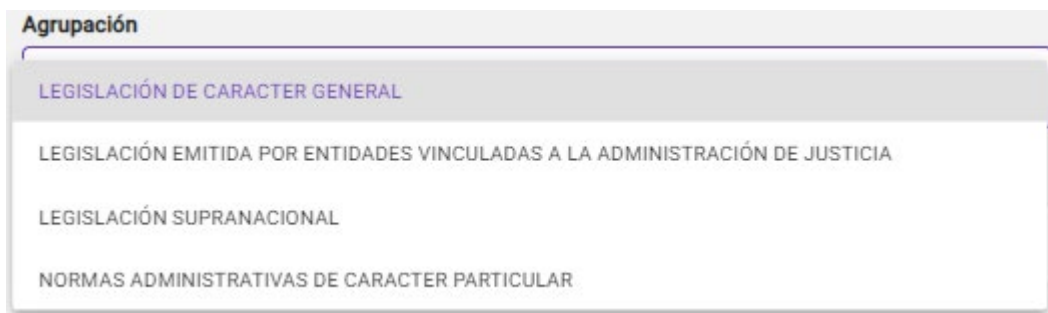 Agrupación
LEGISLACIÓN DE CARACTER GENERAL
LEGISLACIÓN EMITIDA POR ENTIDADES VINCULADAS A LA ADMINISTRACIÓN DE JUSTICIA
LEGISLACIÓN SUPRANACIONAL
NORMAS ADMINISTRATIVAS DE CARACTER PARTICULAR